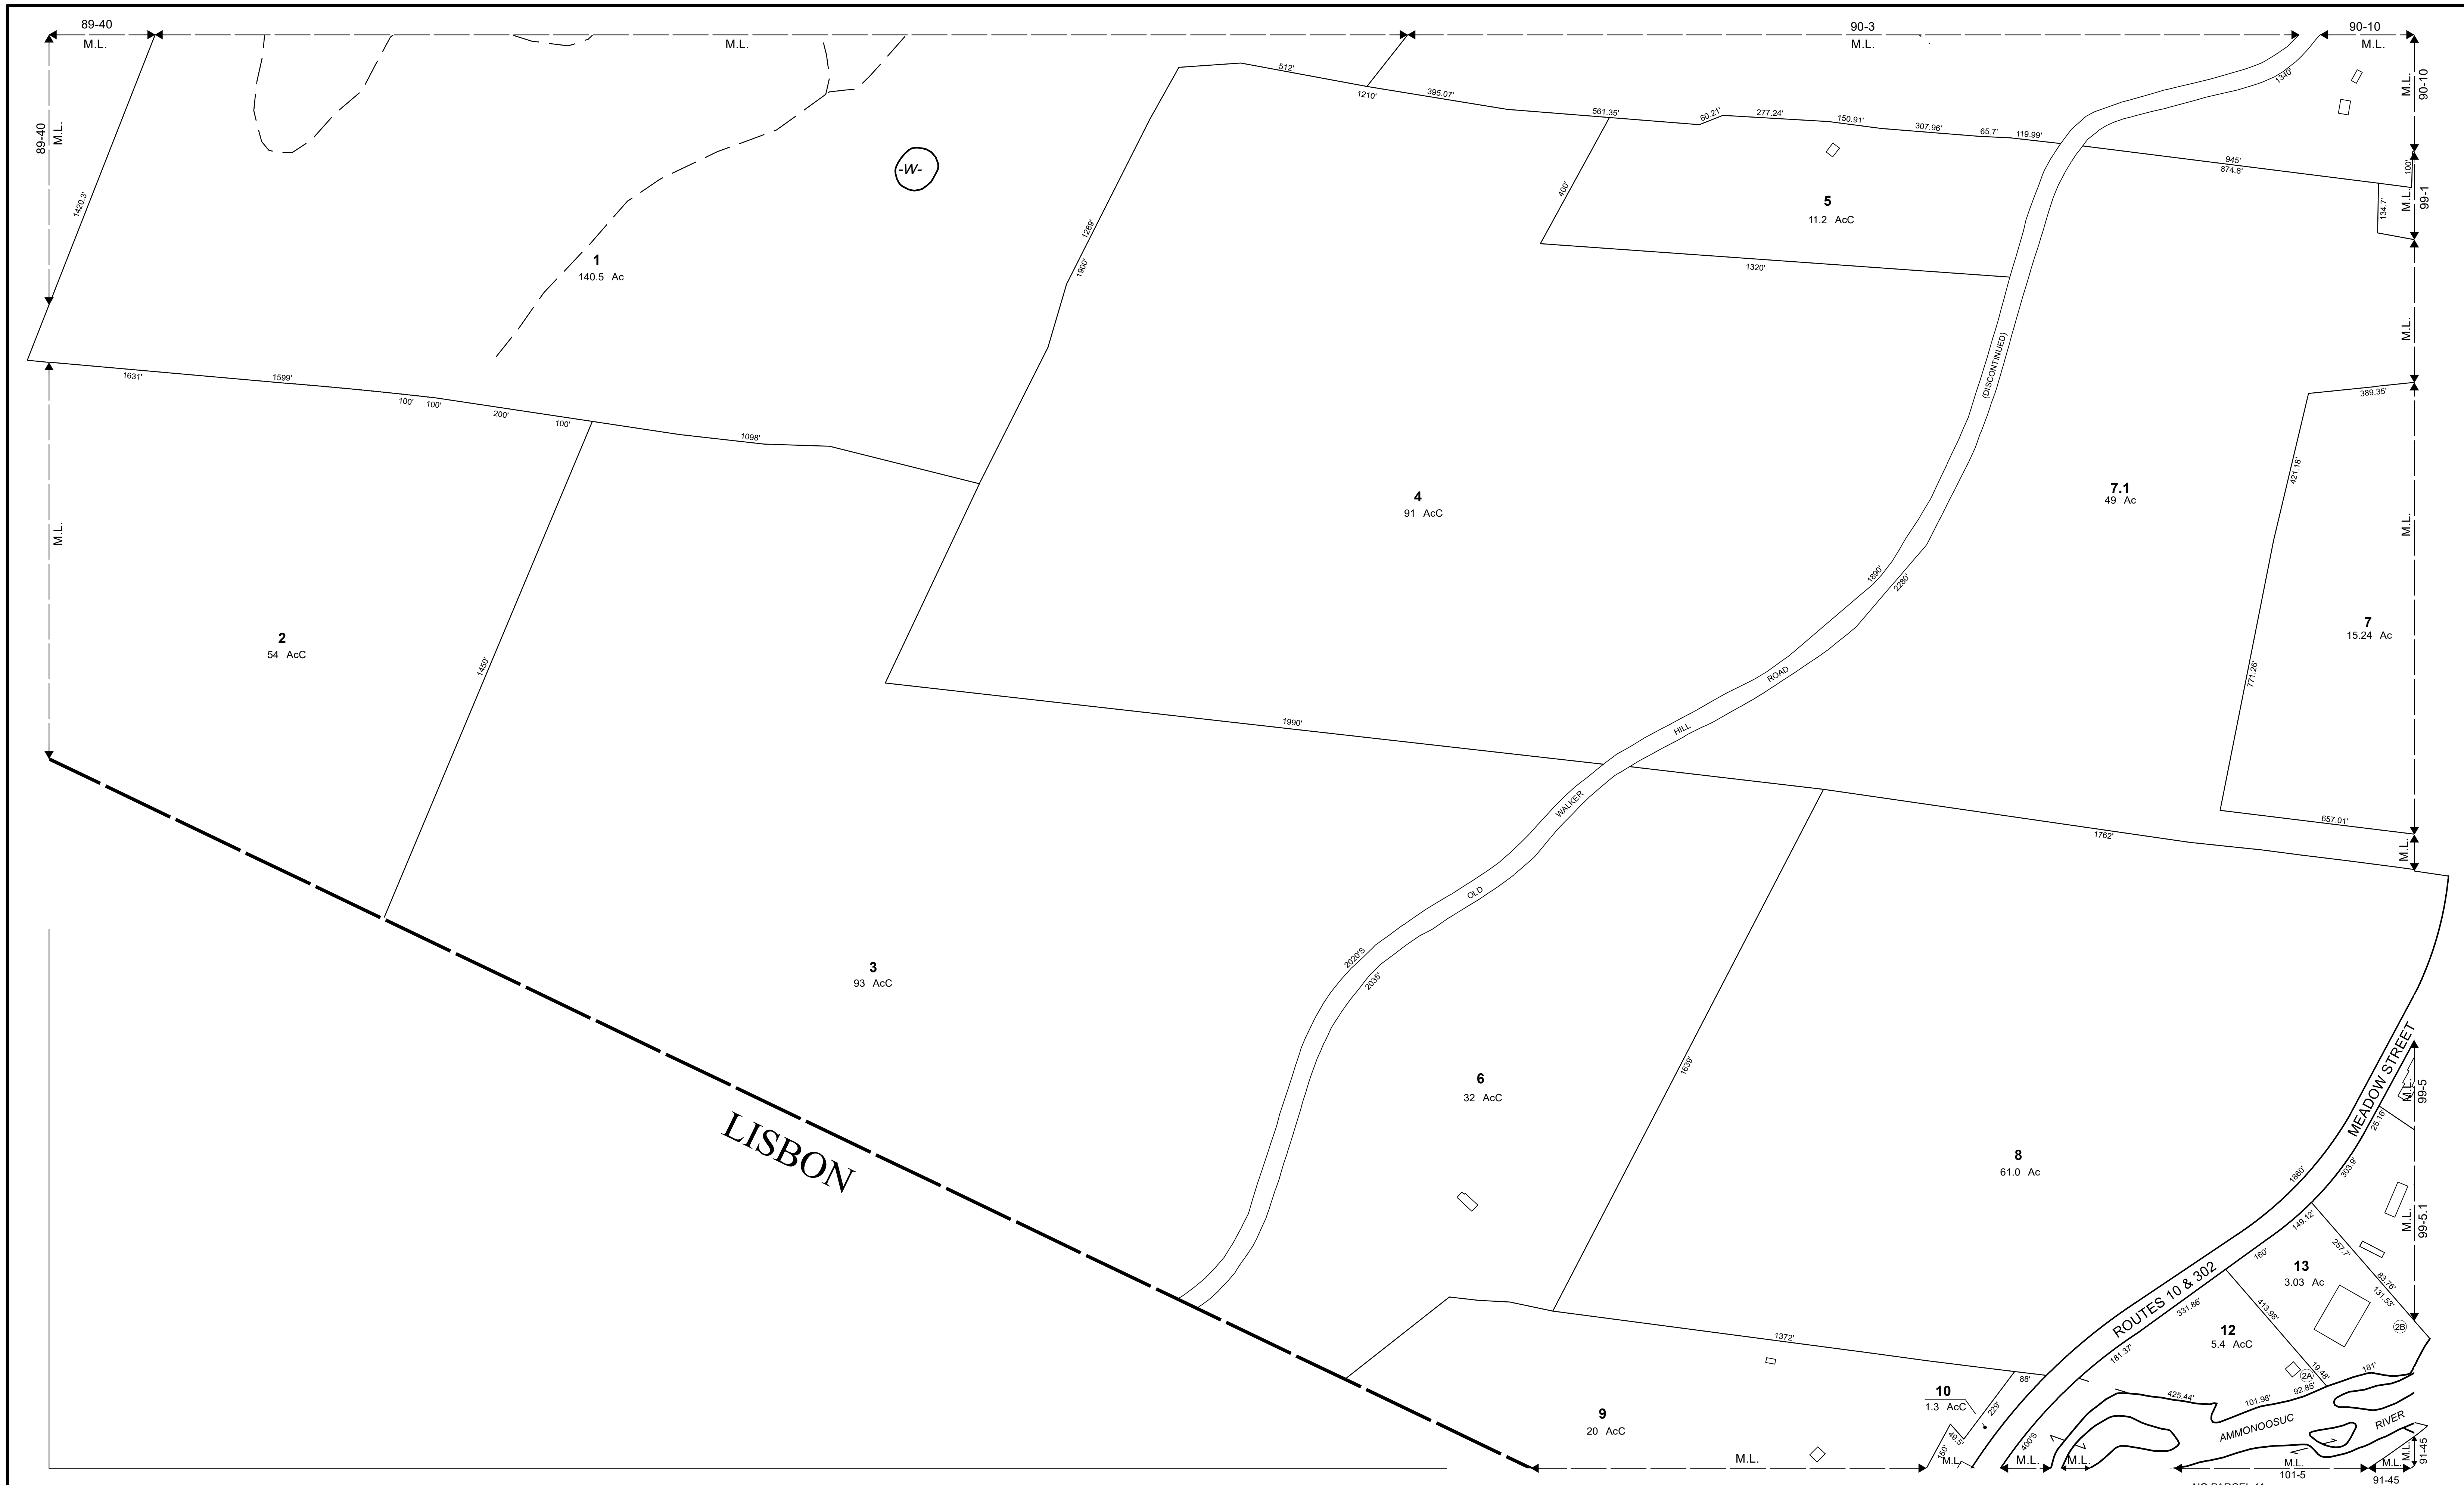 89-40
M.L.
M.L.
90-3
M.L.
90-10
M.L.
89-40
M.L.
1420.3'
-W-
512'
1210'
395.07'
561.35'
60.21'
277.24'
150.91'
307.96'
65.7'
119.99'
1340'
M.L.
90-10
945'
874.8'
100'
134.7'
M.L.
99-1
400'
5
11.2 AcC
1320'
1
140.5 Ac
1289'
1900'
(DISCONTINUED)
M.L.
1631'
1599'
100'
100'
200'
100'
1098'
389.35'
M.L.
4
91 AcC
7.1
49 Ac
421.18'
M.L.
1890'
2280'
2
54 AcC
1450'
7
15.24 Ac
771.26'
ROAD
HILL
1990'
WALKER
OLD
657.01'
1762'
M.L.
3
93 AcC
2020'S
2035'
LISBON
6
32 AcC
1639'
8
61.0 Ac
MEADOW STREET
M.L.
99-5
25.16'
303.9'
1860'
149.12'
160'
M.L.
99-5.1
257.7'
83.76'
131.53'
13
3.03 Ac
ROUTES 10 & 302
331.86'
181.37'
413.98'
12
5.4 AcC
2B
2A
19.48'
181'
92.85'
101.98'
425.44'
1372'
88'
229'
10
1.3 AcC
49.5'
150'
400'S
9
20 AcC
AMMONOOSUC
RIVER
M.L.
M.L.
M.L.
M.L.
M.L.
101-5
M.L.
91-45
M.L.
91-45